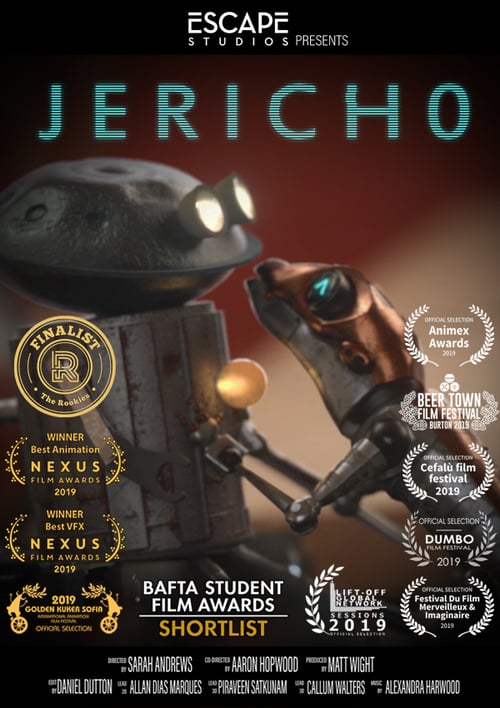 ESCAPE
STUDIOS PRESENTS
JERICHO
FINALIST
R
The Rookies
WINNER
Best Animation
NEXUS
FILM AWARDS
2019
WINNER
Best VFX
NEXUS
FILM AWARDS
2019
2019
GOLDEN KUKER SOFIA
INTERNATIONAL ANIMATION
FILM FESTIVAL
OFFICIAL SELECTION
BAFTA STUDENT
FILM AWARDS
SHORTLIST
LIFT-OFF
GLOBAL
NETWORK
SESSIONS
2019
OFFICIAL SELECTION
OFFICIAL SELECTION
Animex
Awards
2019
BEER TOWN
FILM FESTIVAL
BURTON 2019
OFFICIAL SELECTION
Cefalù film
festival
2019
OFFICIAL SELECTION
DUMBO
FILM FESTIVAL
2019
OFFICIAL SELECTION
Festival Du Film
Merveilleux &
Imaginaire
2019
DIRECTED BY SARAH ANDREWS CO-DIRECTED BY AARON HOPWOOD PRODUCED BY MATT WIGHT
EDIT BY DANIEL DUTTON LEAD 2D ALLAN DIAS MARQUES LEAD 3D PIRAVEEN SATKUNAM LEAD 3D CALLUM WALTERS MUSIC BY ALEXANDRA HARWOOD